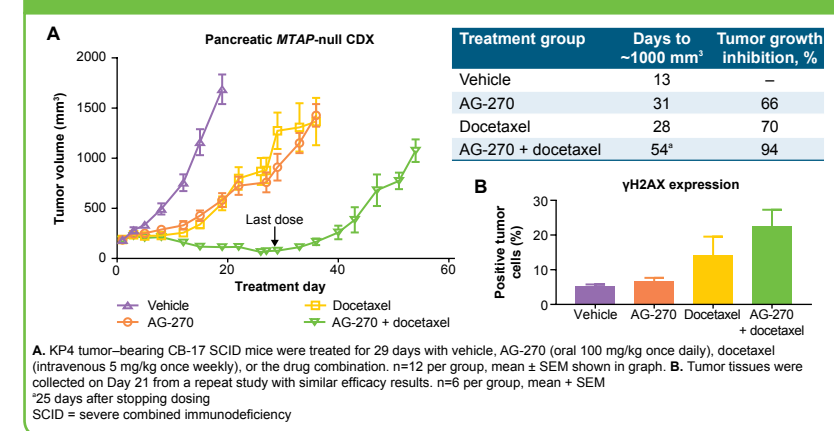 A
Pancreatic MTAP-null CDX
Tumor volume (mm³)
2000
1500
1000
500
0
Last dose
0
20
40
60
Treatment day
Vehicle
Docetaxel
AG-270
AG-270 + docetaxel
Treatment group
Days to ~1000 mm³
Tumor growth inhibition, %
Vehicle 13 –
AG-270 31 66
Docetaxel 28 70
AG-270 + docetaxel 54ª 94
B
γH2AX expression
Positive tumor
cells (%)
30
20
10
0
Vehicle
AG-270
Docetaxel
AG-270
+ docetaxel
A. KP4 tumor–bearing CB-17 SCID mice were treated for 29 days with vehicle, AG-270 (oral 100 mg/kg once daily), docetaxel
(intravenous 5 mg/kg once weekly), or the drug combination. n=12 per group, mean ± SEM shown in graph. B. Tumor tissues were
collected on Day 21 from a repeat study with similar efficacy results. n=6 per group, mean + SEM
ª25 days after stopping dosing
SCID = severe combined immunodeficiency